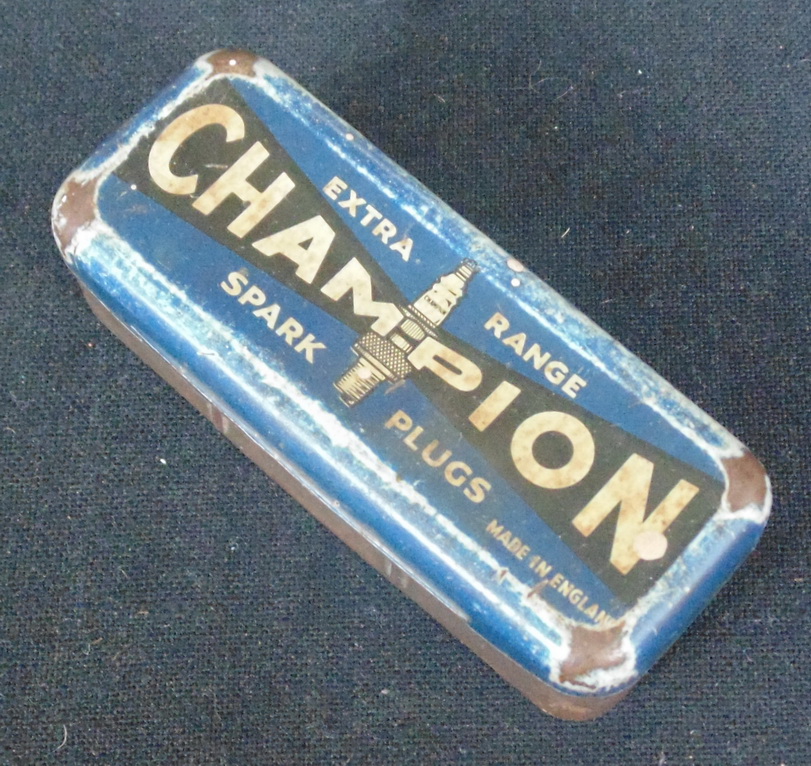 EXTRA RANGE
CHAMPION
SPARK PLUGS
MADE IN ENGLAND